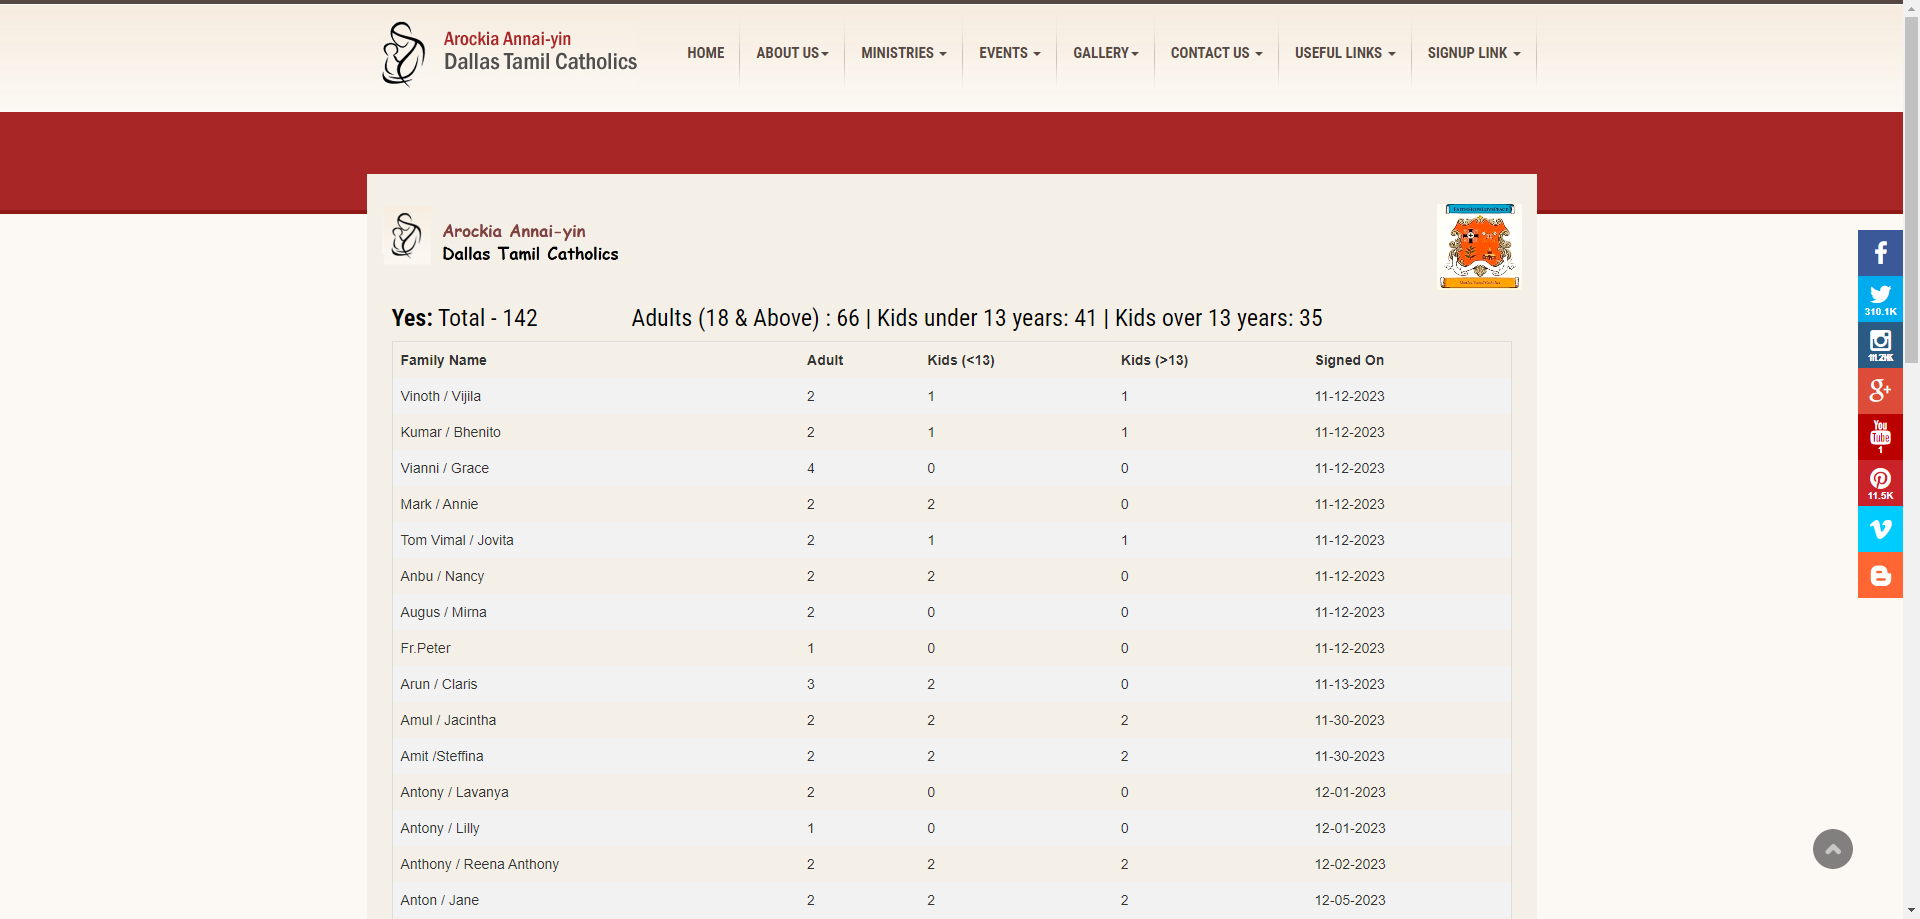 Arockia Annai-yin
Dallas Tamil Catholics
HOME ABOUT US MINISTRIES EVENTS GALLERY CONTACT US USEFUL LINKS SIGNUP LINK
Arockia Annai-yin
Dallas Tamil Catholics
Yes: Total - 142 Adults (18 & Above) : 66 | Kids under 13 years: 41 | Kids over 13 years: 35
Family Name Adult Kids (<13) Kids (>13) Signed On
Vinoth / Vijila 2 1 1 11-12-2023
Kumar / Bhenito 2 1 1 11-12-2023
Vianni / Grace 4 0 0 11-12-2023
Mark / Annie 2 2 0 11-12-2023
Tom Vimal / Jovita 2 1 1 11-12-2023
Anbu / Nancy 2 2 0 11-12-2023
Augus / Mirna 2 0 0 11-12-2023
Fr.Peter 1 0 0 11-12-2023
Arun / Claris 3 2 0 11-13-2023
Amul / Jacintha 2 2 2 11-30-2023
Amit /Steffina 2 2 2 11-30-2023
Antony / Lavanya 2 0 0 12-01-2023
Antony / Lilly 1 0 0 12-01-2023
Anthony / Reena Anthony 2 2 2 12-02-2023
Anton / Jane 2 2 2 12-05-2023
310.1K
You
Tube
1
11.5K